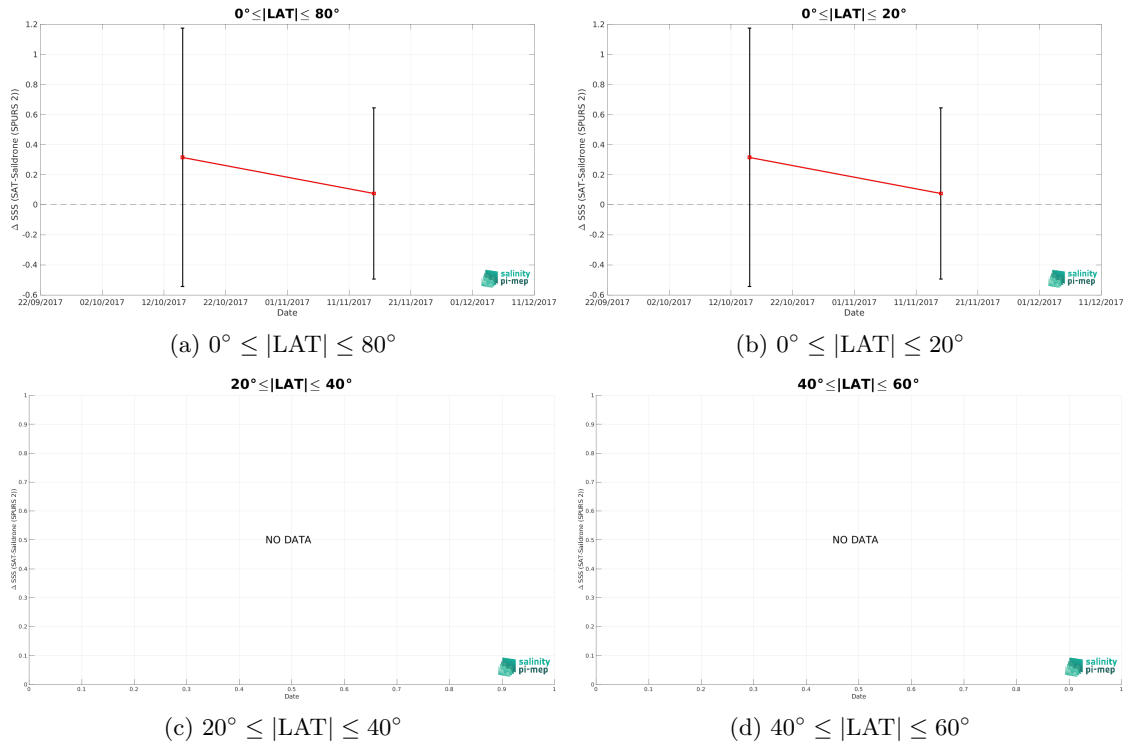 0°≤|LAT|≤ 80°
Δ SSS (SAT-Saildrone (SPURS 2))
1.2
1
0.8
0.6
0.4
0.2
0
-0.2
-0.4
-0.6
22/09/2017 02/10/2017 12/10/2017 22/10/2017 01/11/2017 11/11/2017 21/11/2017 01/12/2017 11/12/2017
Date
salinity
pi-mep
(a) 0° ≤ |LAT| ≤ 80°
0°≤|LAT|≤ 20°
Δ SSS (SAT-Saildrone (SPURS 2))
1.2
1
0.8
0.6
0.4
0.2
0
-0.2
-0.4
-0.6
22/09/2017 02/10/2017 12/10/2017 22/10/2017 01/11/2017 11/11/2017 21/11/2017 01/12/2017 11/12/2017
Date
salinity
pi-mep
(b) 0° ≤ |LAT| ≤ 20°
20°≤|LAT|≤ 40°
Δ SSS (SAT-Saildrone (SPURS 2))
1
0.9
0.8
0.7
0.6
0.5
0.4
0.3
0.2
0.1
0
NO DATA
0 0.1 0.2 0.3 0.4 0.5 0.6 0.7 0.8 0.9 1
Date
salinity
pi-mep
(c) 20° ≤ |LAT| ≤ 40°
40°≤|LAT|≤ 60°
Δ SSS (SAT-Saildrone (SPURS 2))
1
0.9
0.8
0.7
0.6
0.5
0.4
0.3
0.2
0.1
0
NO DATA
0 0.1 0.2 0.3 0.4 0.5 0.6 0.7 0.8 0.9 1
Date
salinity
pi-mep
(d) 40° ≤ |LAT| ≤ 60°